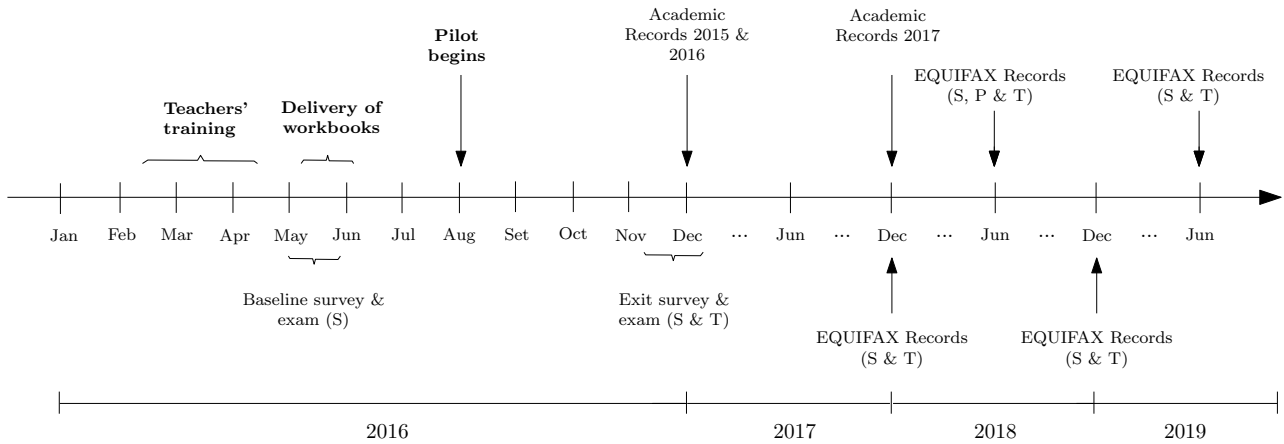 Academic
Records 2015 &
2016
Academic
Records 2017
Pilot
begins
EQUIFAX Records
(S, P & T)
EQUIFAX Records
(S & T)
Teachers'
training
Delivery of
workbooks
Jan Feb Mar Apr May Jun Jul Aug Set Oct Nov Dec ... Jun ... Dec ... Jun ... Dec ... Jun
Baseline survey &
exam (S)
Exit survey &
exam (S & T)
EQUIFAX Records
(S & T)
EQUIFAX Records
(S & T)
2016 2017 2018 2019